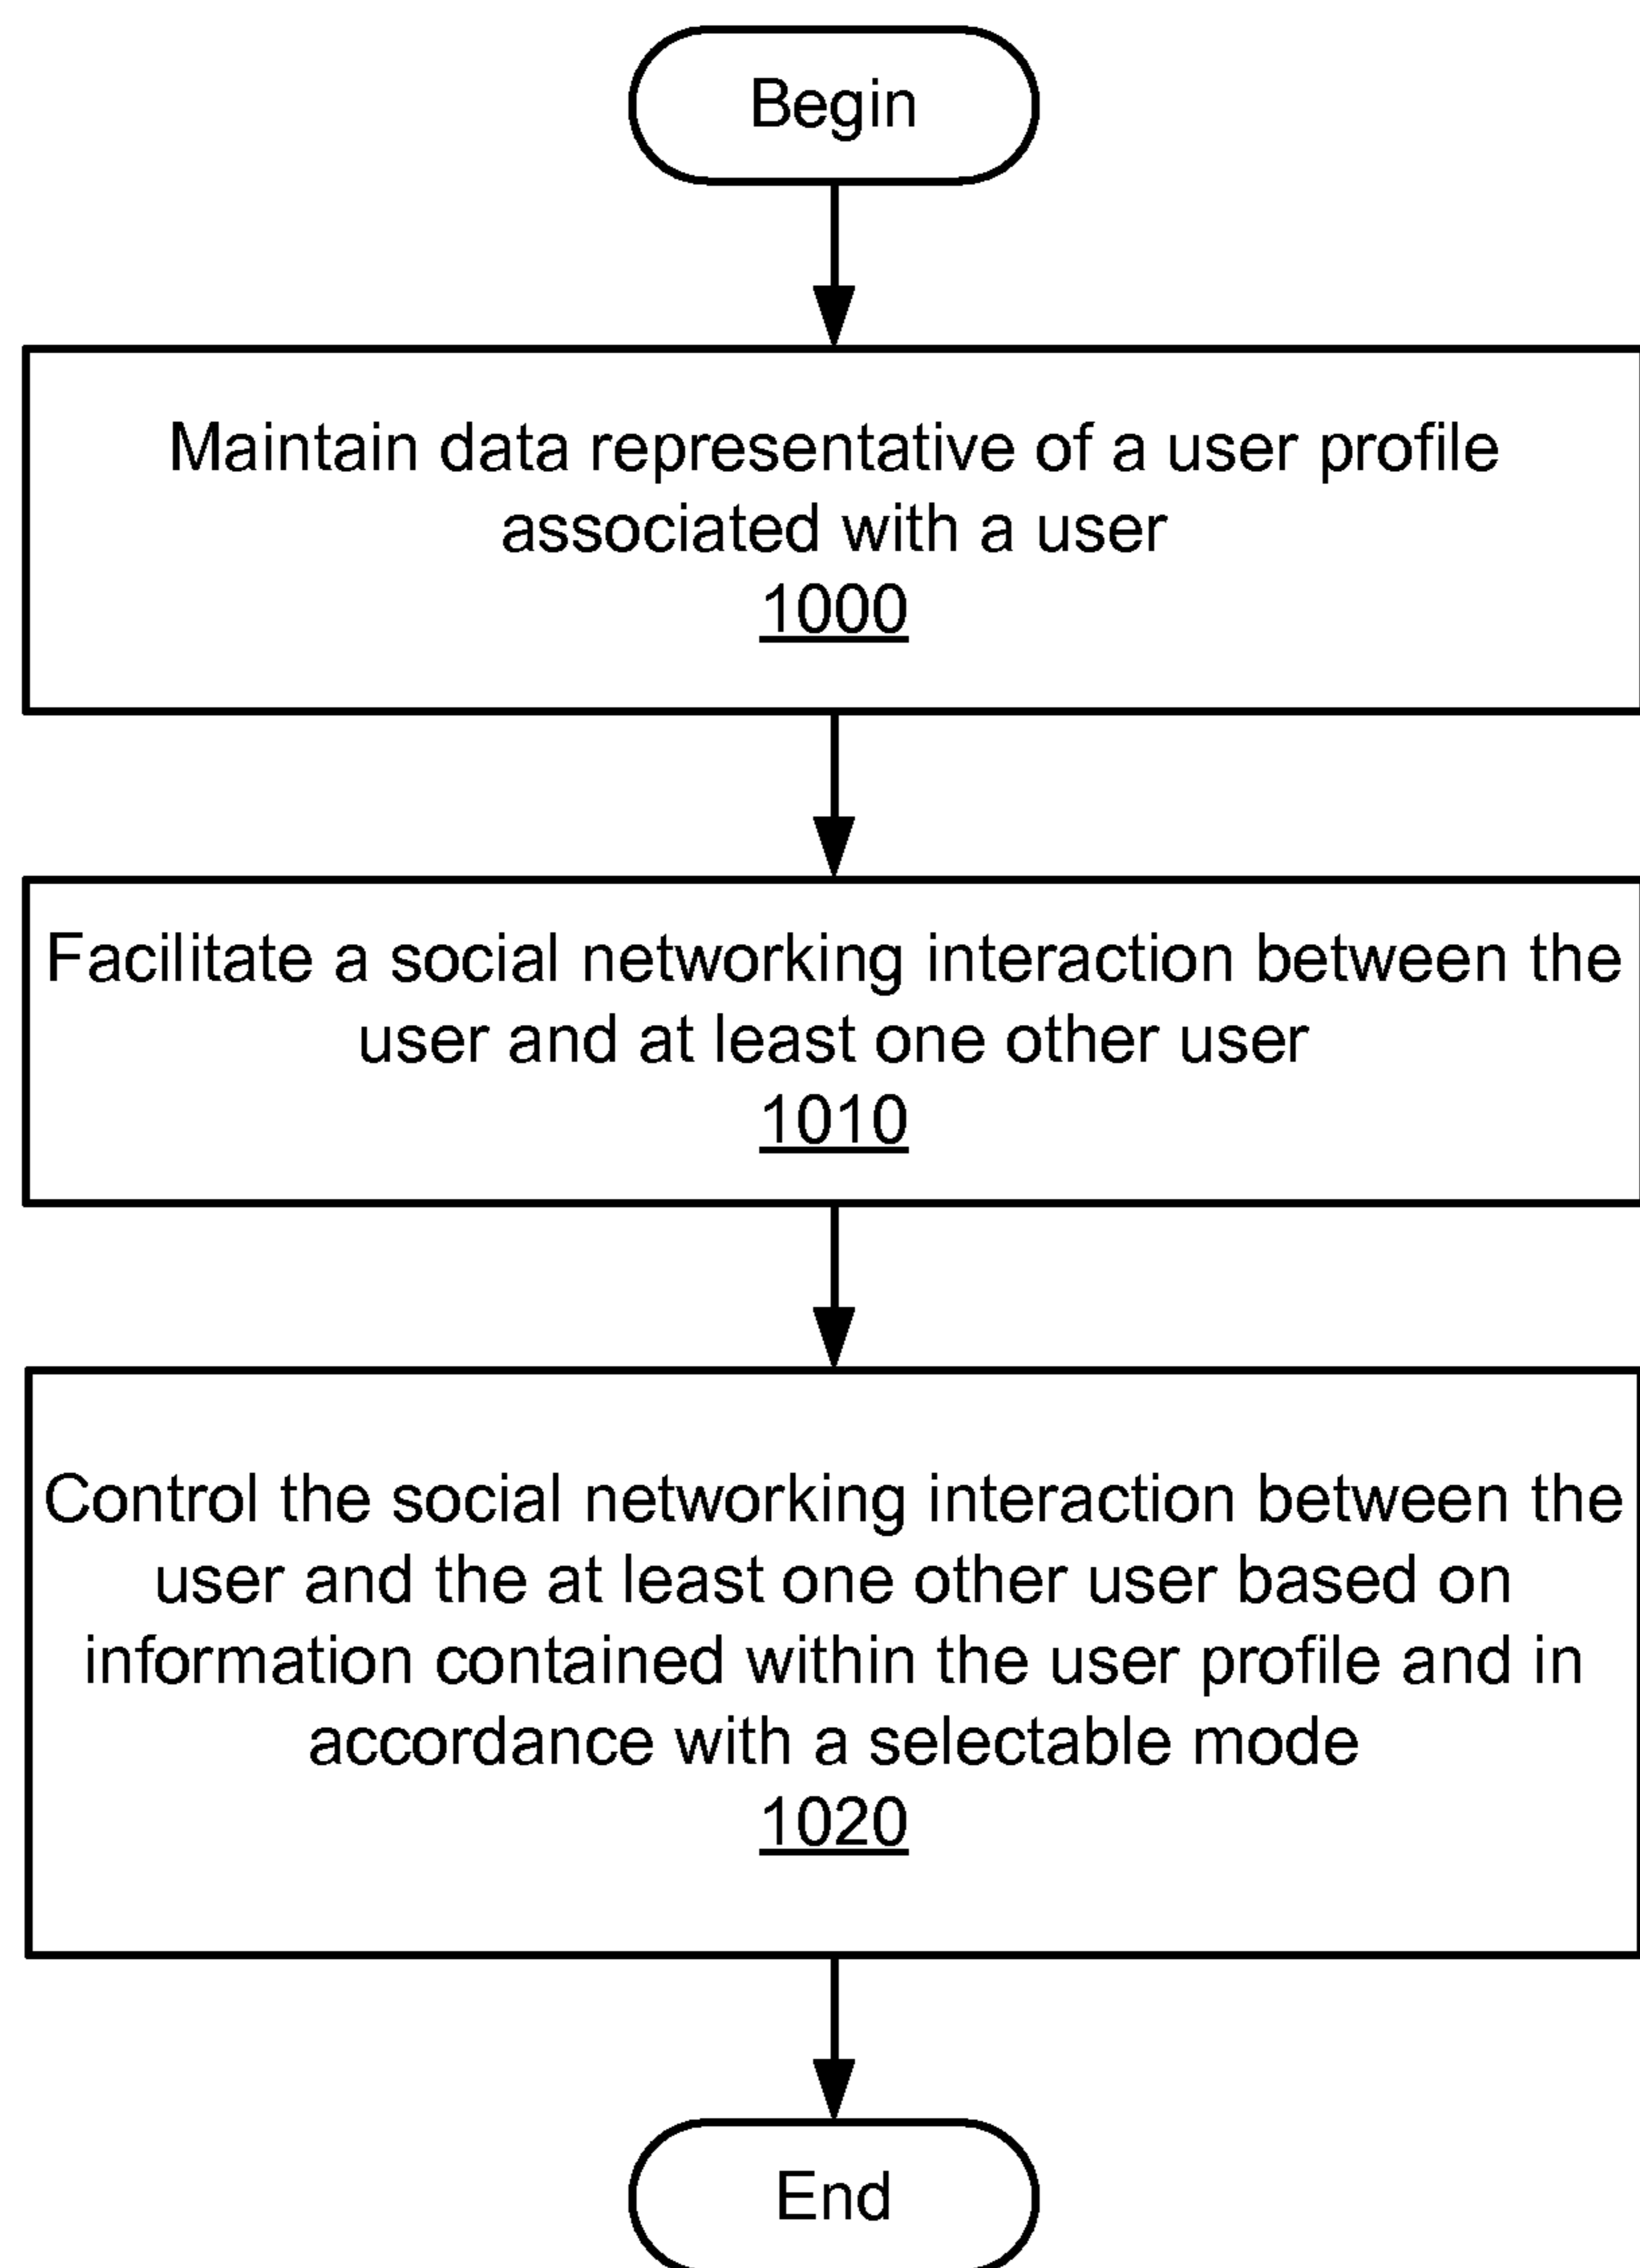 Begin
Maintain data representative of a user profile
associated with a user
1000
Facilitate a social networking interaction between the
user and at least one other user
1010
Control the social networking interaction between the
user and the at least one other user based on
information contained within the user profile and in
accordance with a selectable mode
1020
End